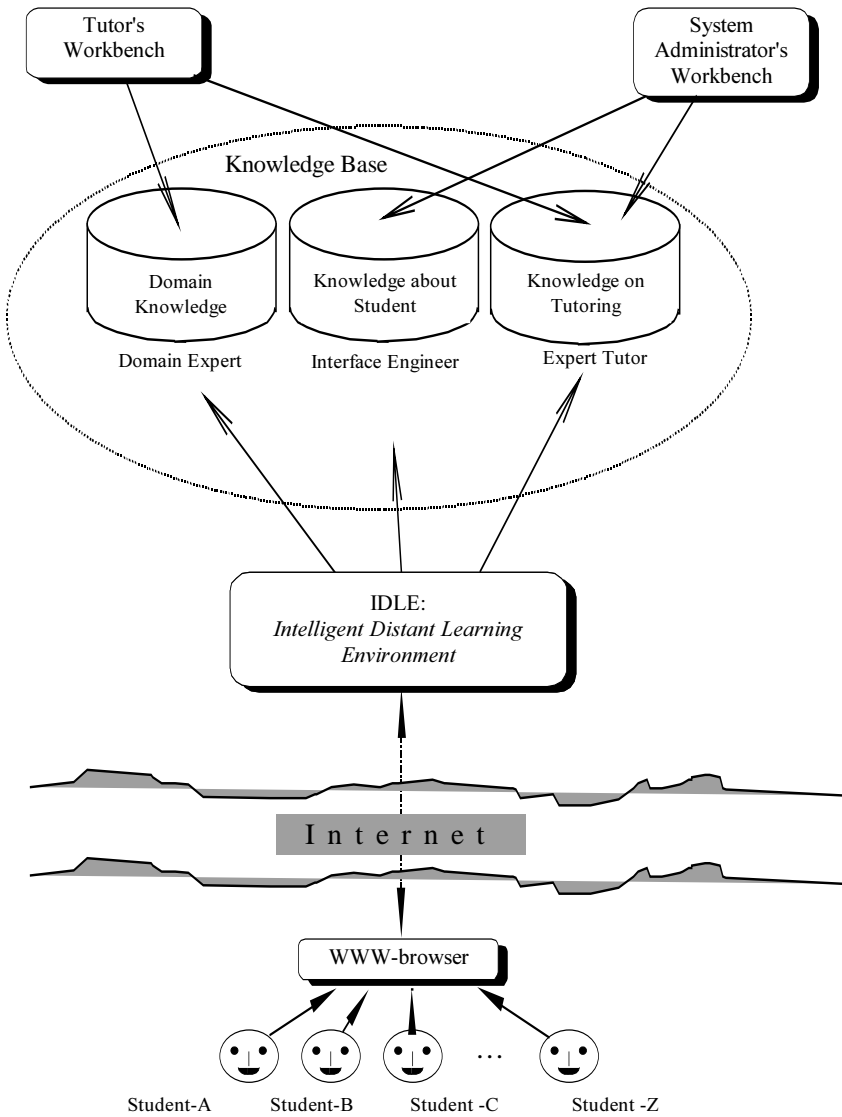 Tutor's
Workbench
System
Administrator's
Workbench
Knowledge Base
Domain
Knowledge
Knowledge about
Student
Knowledge on
Tutoring
Domain Expert
Interface Engineer
Expert Tutor
IDLE:
Intelligent Distant Learning
Environment
Internet
WWW-browser
...
Student-A
Student-B
Student -C
Student -Z